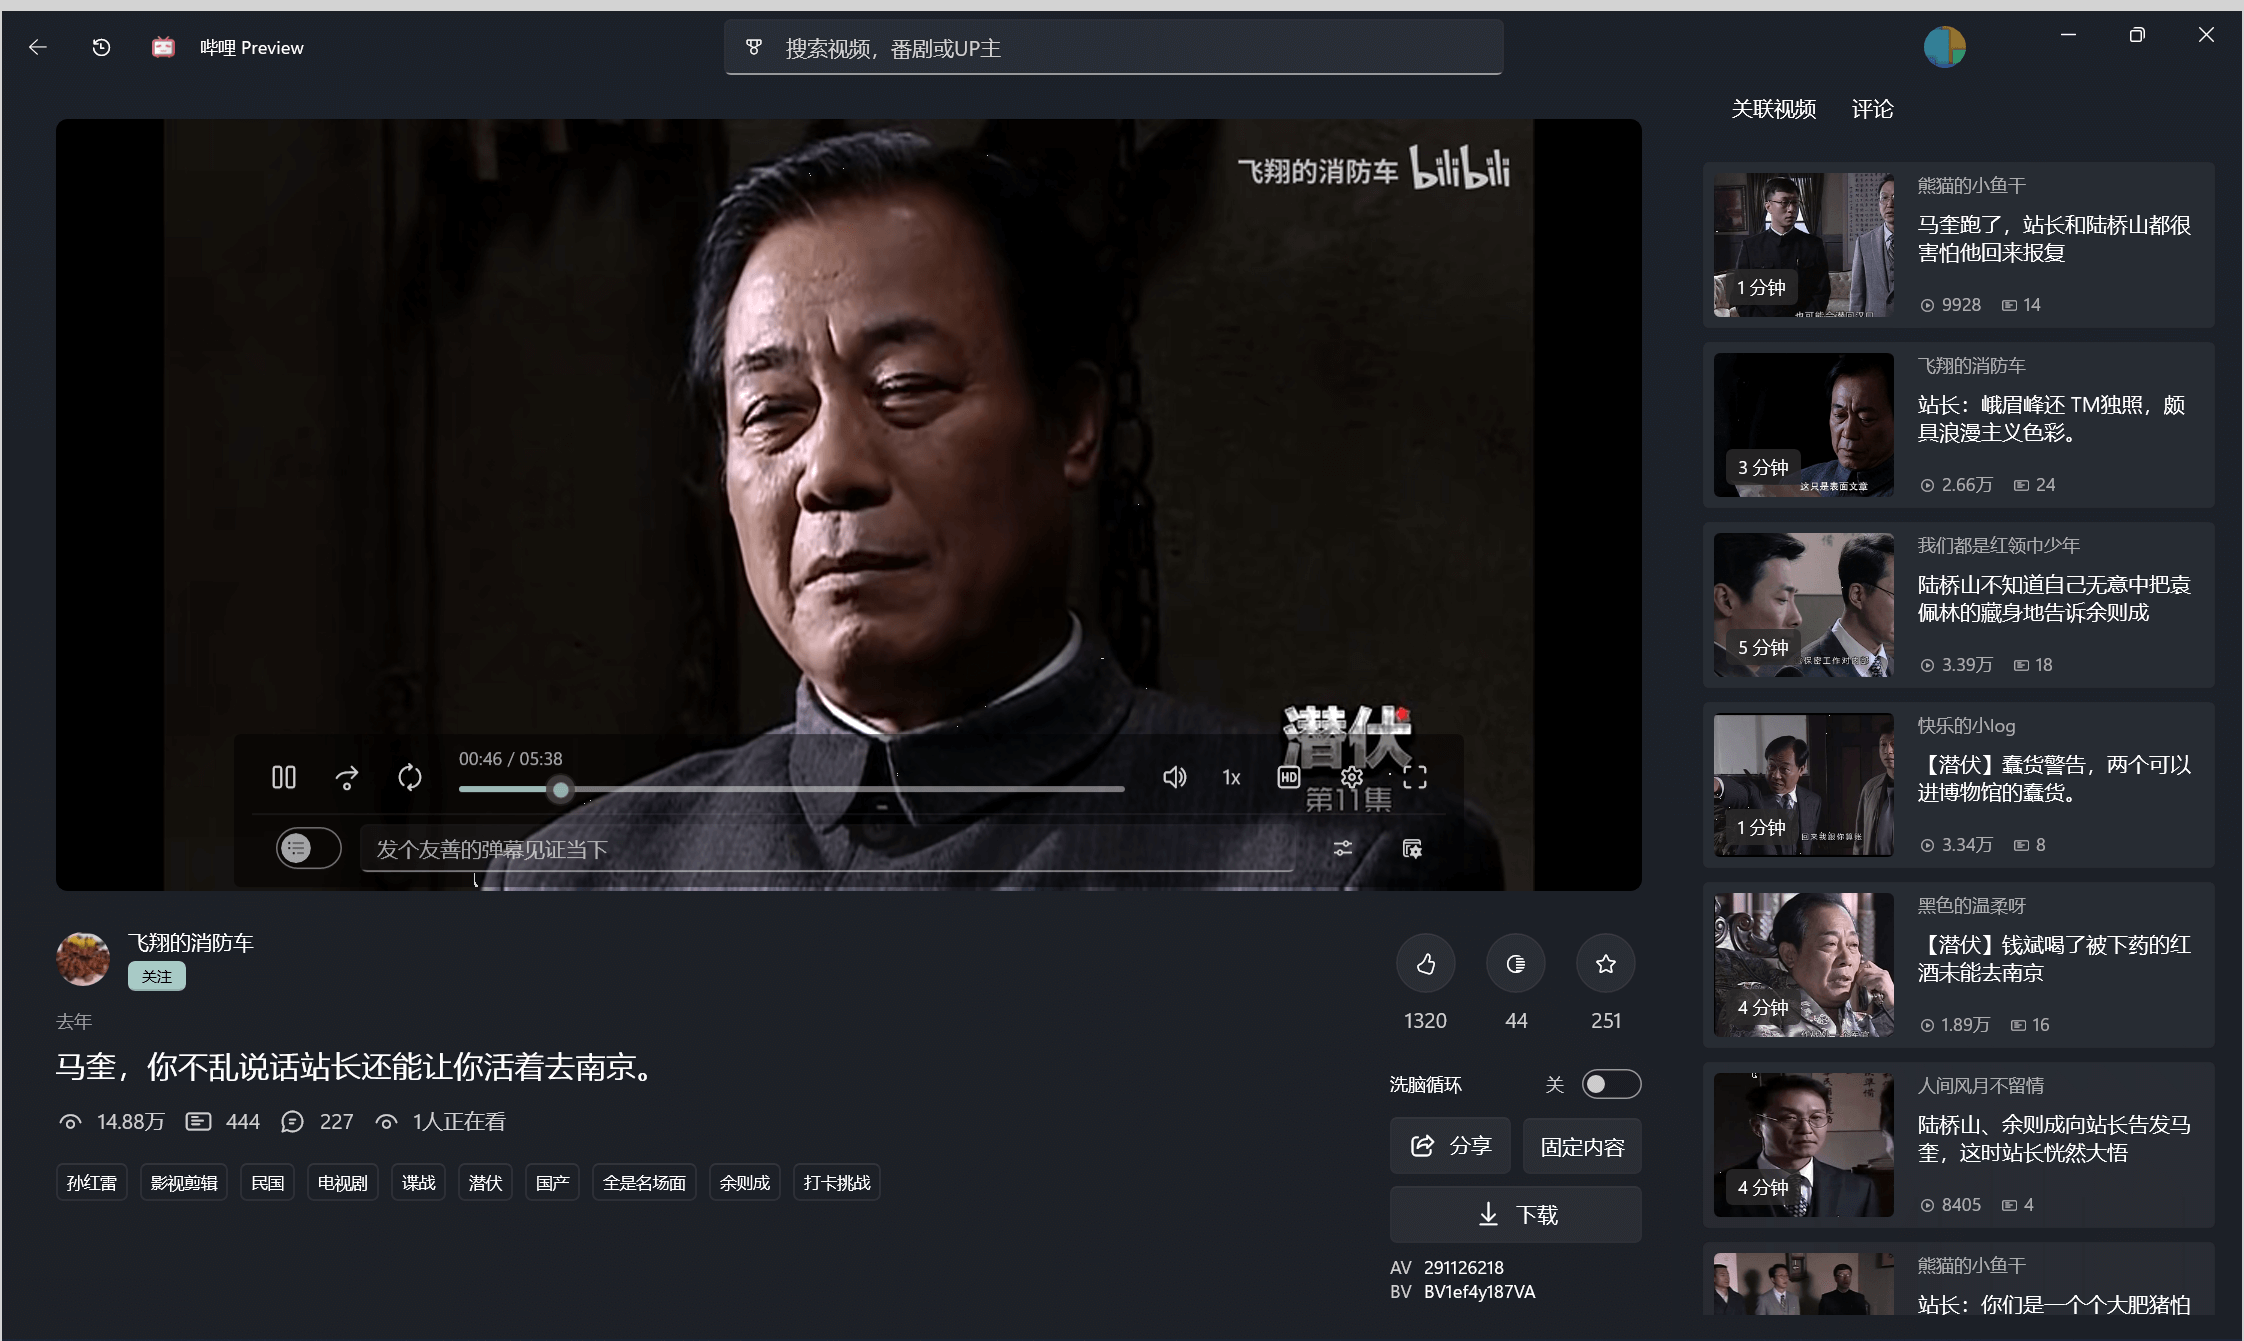 哔哩 Preview
搜索视频，番剧或UP主
飞翔的消防车 bilibili
潜伏
第11集
00:46 / 05:38
1x
HD
发个友善的弹幕见证当下
飞翔的消防车
关注
去年
马奎，你不乱说话站长还能让你活着去南京。
14.88万 444 227 1人正在看
孙红雷 影视剪辑 民国 电视剧 谍战 潜伏 国产 全是名场面 余则成 打卡挑战
1320 44 251
洗脑循环 关
分享 固定内容
下载
AV 291126218
BV BV1ef4y187VA
关联视频 评论
熊猫的小鱼干
马奎跑了，站长和陆桥山都很
害怕他回来报复
1 分钟
9928 14
飞翔的消防车
站长：峨眉峰还 TM独照，颇
具浪漫主义色彩。
3 分钟
这只是表面文章
2.66万 24
我们都是红领巾少年
陆桥山不知道自己无意中把袁
佩林的藏身地告诉余则成
5 分钟
3.39万 18
快乐的小log
【潜伏】蠢货警告，两个可以
进博物馆的蠢货。
1 分钟
回来我跟你算账
3.34万 8
黑色的温柔呀
【潜伏】钱斌喝了被下药的红
酒未能去南京
4 分钟
1.89万 16
人间风月不留情
陆桥山、余则成向站长告发马
奎，这时站长恍然大悟
4 分钟
8405 4
熊猫的小鱼干
站长：你们是一个个大肥猪怕